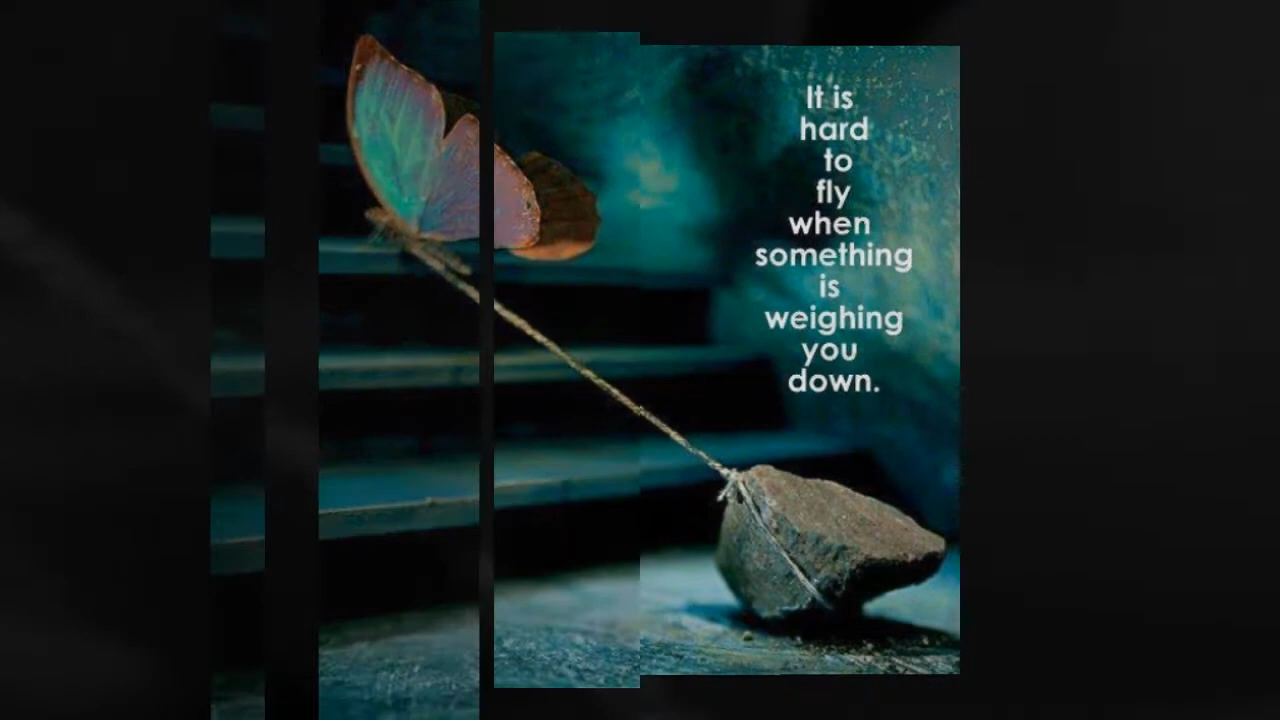 It is
hard
to
fly
when
something
is
weighing
you
down.